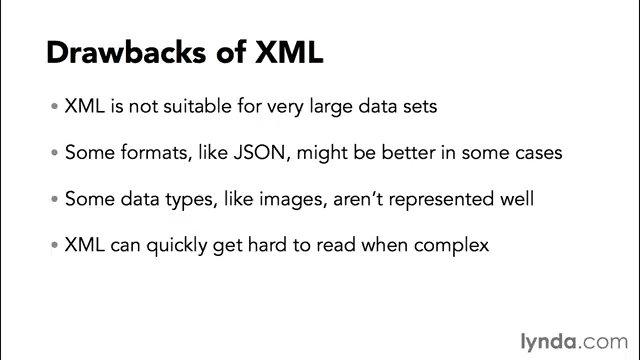 Drawbacks of XML
• XML is not suitable for very large data sets
• Some formats, like JSON, might be better in some cases
• Some data types, like images, aren’t represented well
• XML can quickly get hard to read when complex
lynda.com